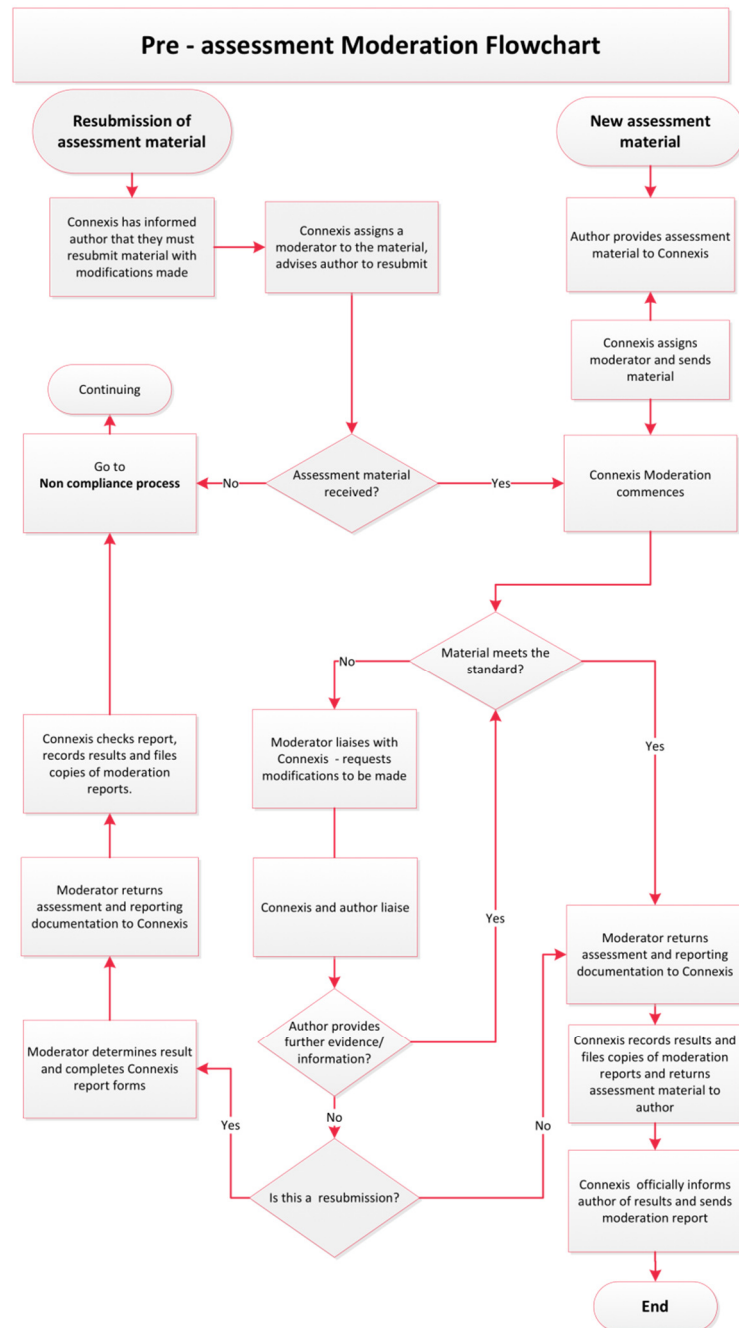 Pre - assessment Moderation Flowchart
Resubmission of
assessment material
New assessment
material
Connexis has informed
author that they must
resubmit material with
modifications made
Connexis assigns a
moderator to the material,
advises author to resubmit
Author provides assessment
material to Connexis
Connexis assigns
moderator and sends
material
Continuing
Go to
Non compliance process
No
Assessment material
received?
Yes
Connexis Moderation
commences
Material meets the
standard?
No
Yes
Moderator liaises with
Connexis - requests
modifications to be made
Connexis checks report,
records results and files
copies of moderation
reports.
Connexis and author liaise
Yes
Moderator returns
assessment and reporting
documentation to Connexis
Moderator returns
assessment and reporting
documentation to Connexis
Author provides
further evidence/
information?
Moderator determines result
and completes Connexis
report forms
Connexis records results and
files copies of moderation
reports and returns
assessment material to
author
No
Yes
No
Is this a resubmission?
Connexis officially informs
author of results and sends
moderation report
End